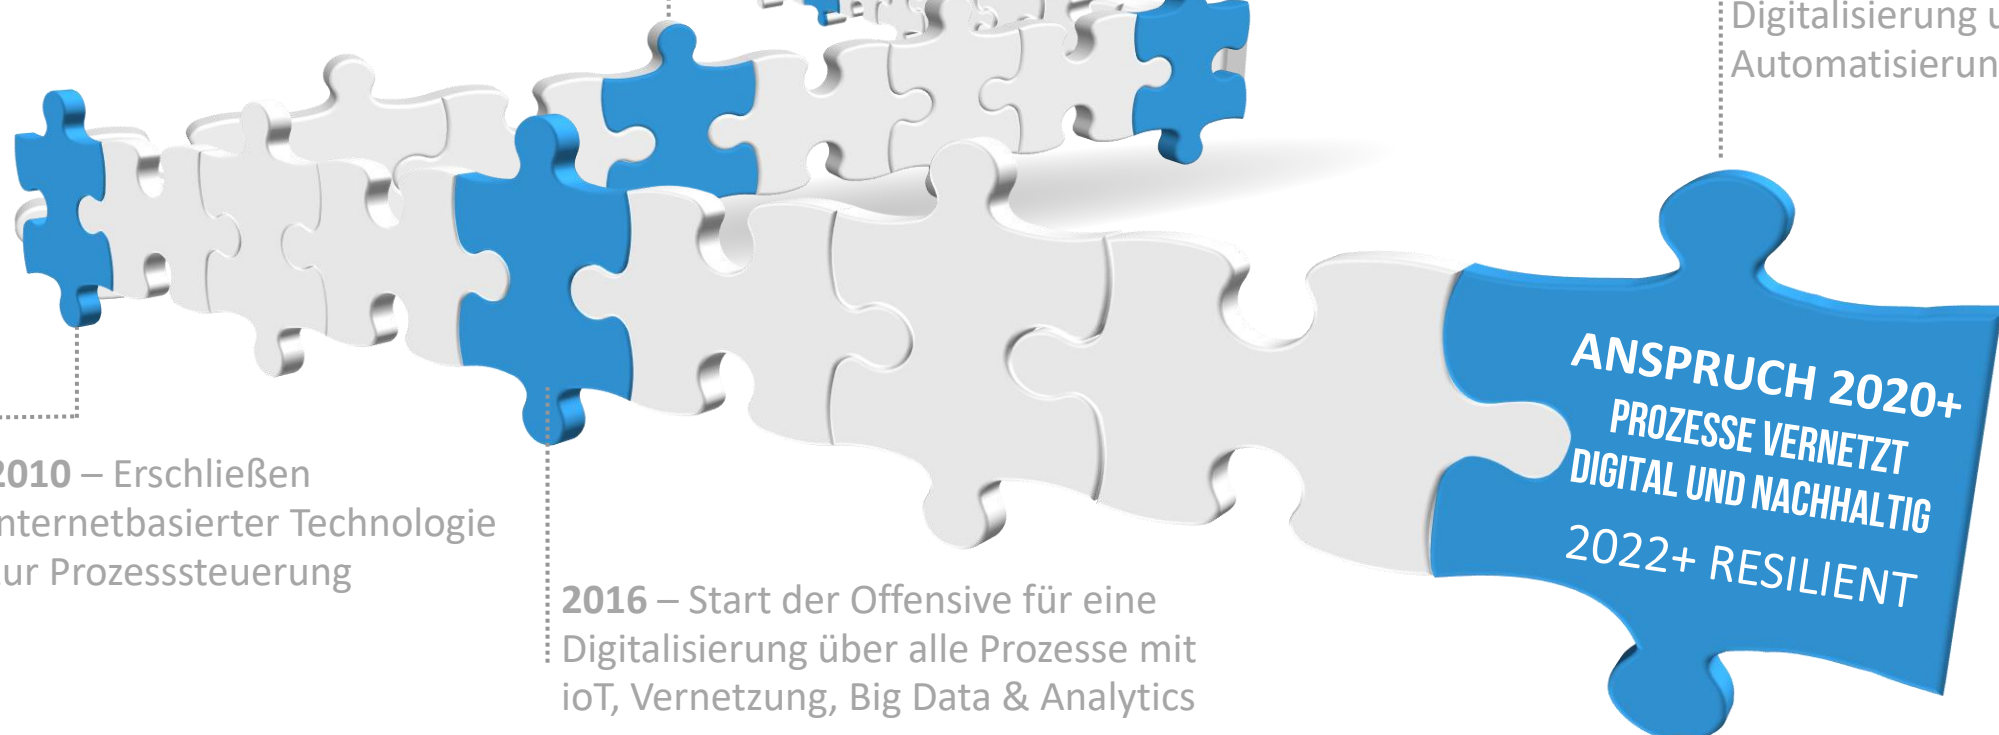 Digitalisierung
Automatisierun
ANSPRUCH 2020+
PROZESSE VERNETZT
DIGITAL UND NACHHALTIG
2022+ RESILIENT
2010 – Erschließen
nternetbasierter Technologie
ur Prozesssteuerung
2016 – Start der Offensive für eine
Digitalisierung über alle Prozesse mit
ioT, Vernetzung, Big Data & Analytics